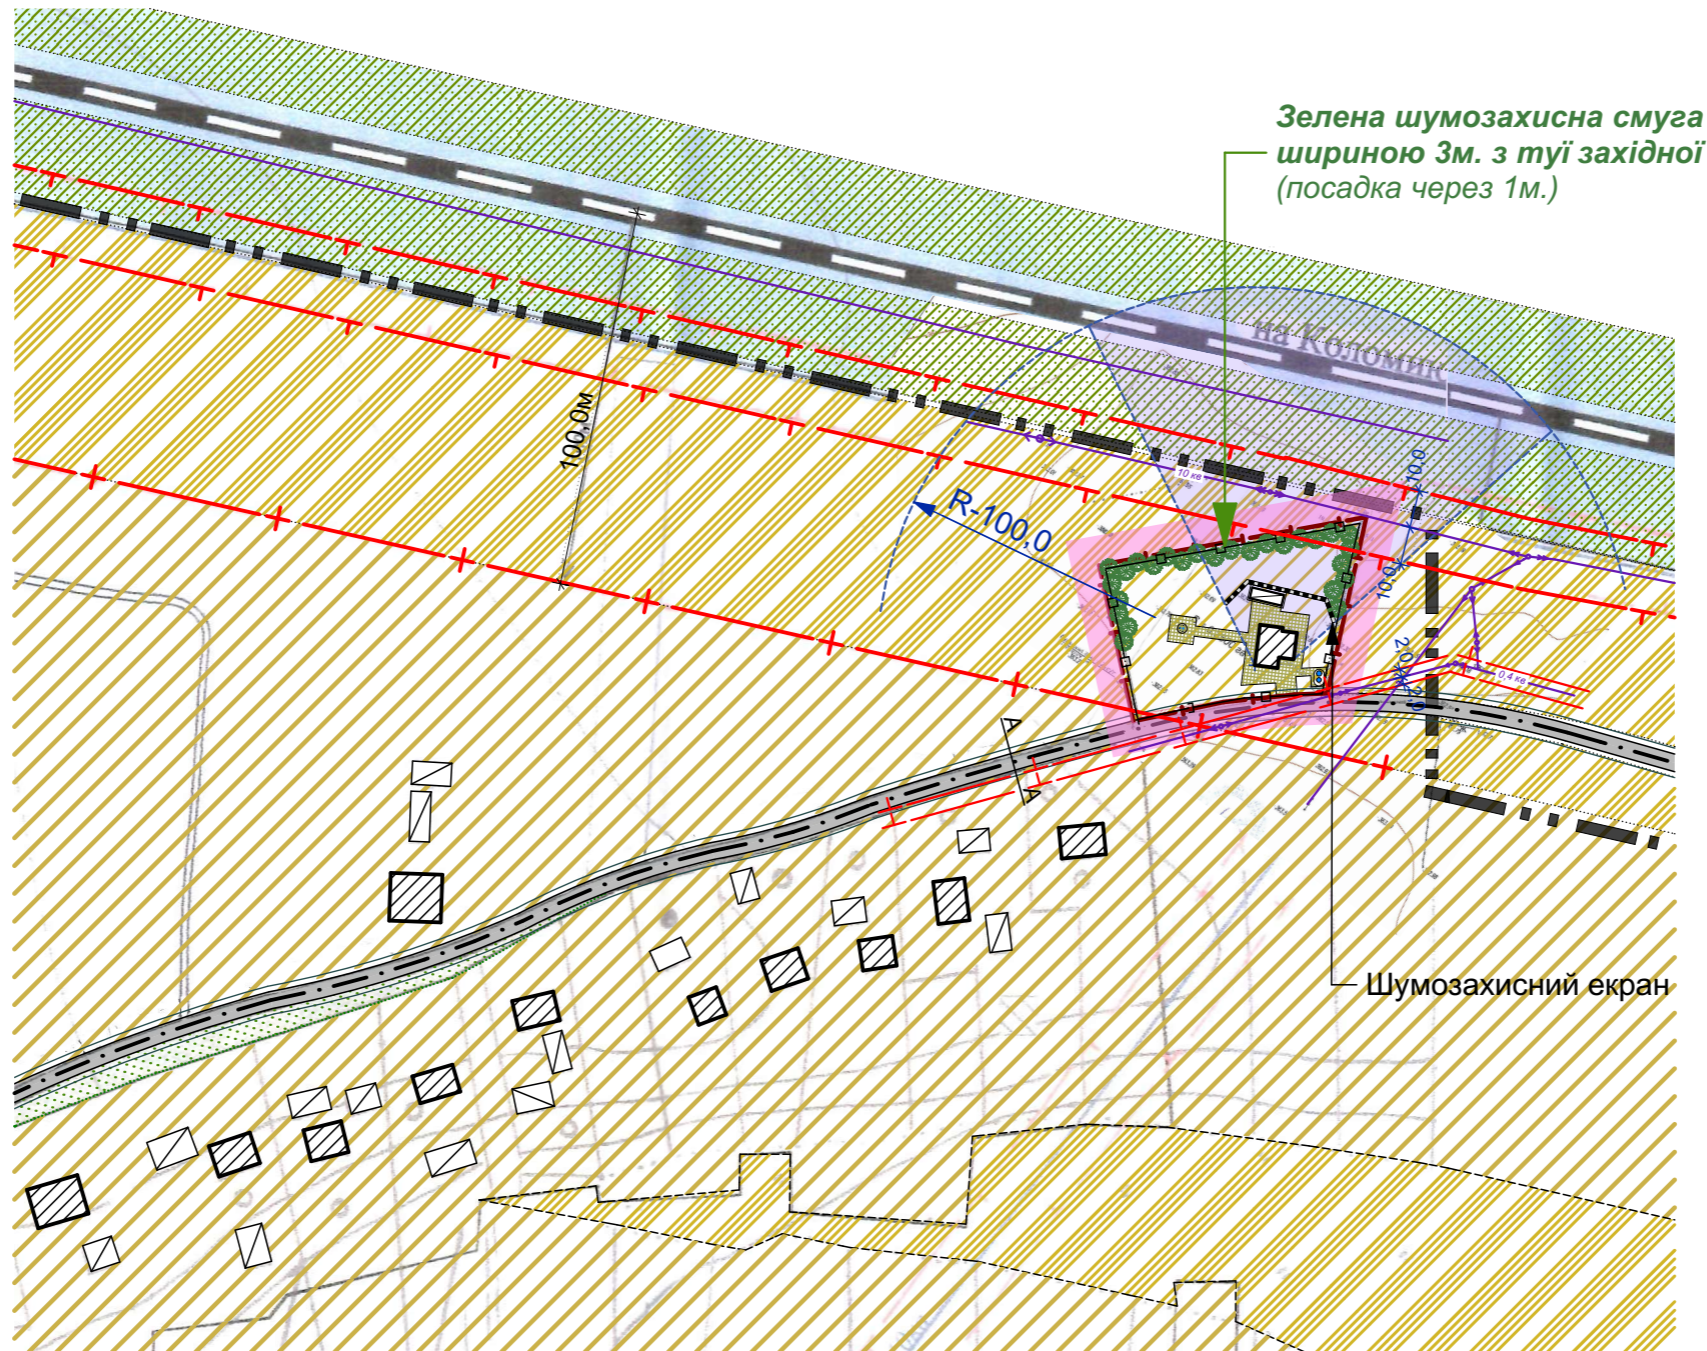 Зелена шумозахисна смуга
шириною 3м. з туї західної
(посадка через 1м.)
на Коломи
100,0м
10 кв
10,0
R-100,0
10,0
2,0
2,0
0,4 кв
А
А
Шумозахисний екран